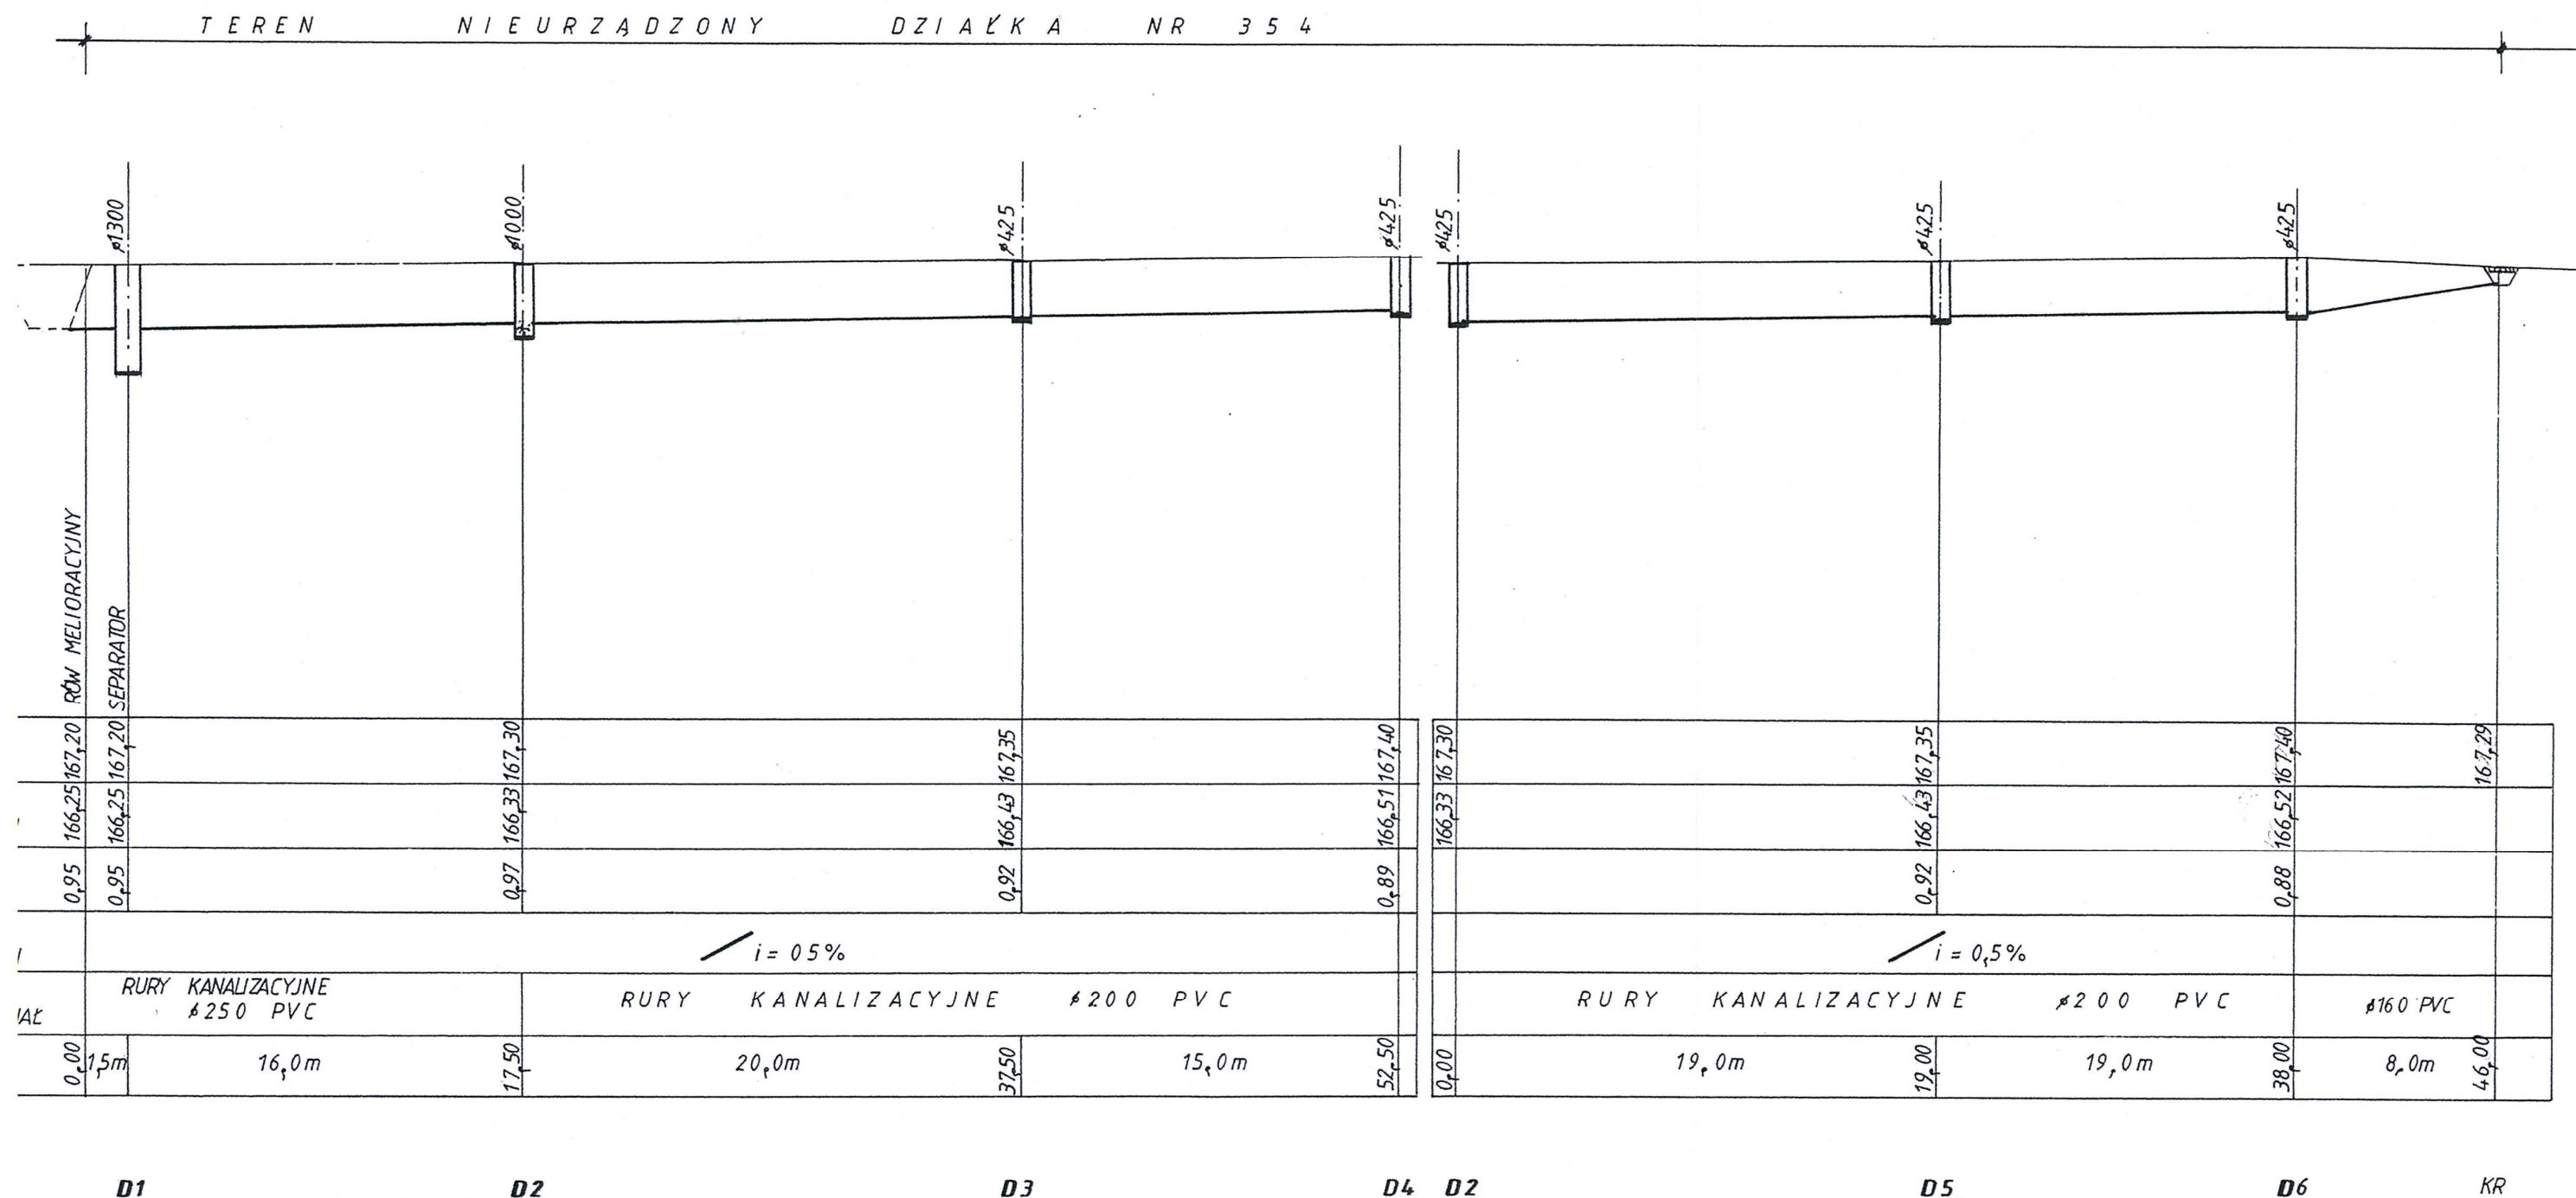 TEREN NIEURZĄDZONY DZIAŁKA NR 354
ø1300 ø1000 ø425 ø425 ø425 ø425 ø425
RÓW MELIORACYJNY
SEPARATOR
167,20 167,20 167,30 167,35 167,40 167,30 167,35 167,40 167,29
166,25 166,25 166,33 166,43 166,51 166,33 166,43 166,52
0,95 0,95 0,97 0,92 0,89 0,92 0,88
i = 05% i = 0,5%
RURY KANALIZACYJNE
ø250 PVC
RURY KANALIZACYJNE ø200 PVC
RURY KANALIZACYJNE ø200 PVC
ø160 PVC
IAŁ
0,00 1,5m 16,0m 17,50 20,0m 37,50 15,0m 52,50 0,00 19,0m 19,00 19,0m 38,00 8,0m 46,00
D1 D2 D3 D4 D2 D5 D6 KR